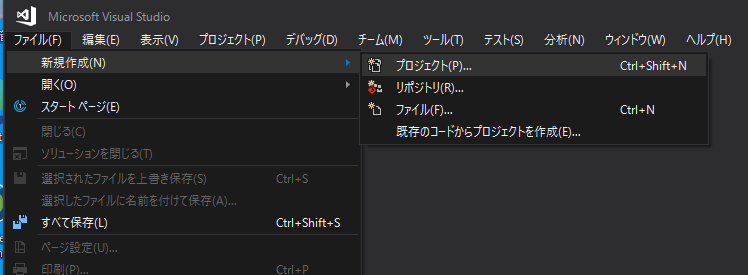 Microsoft Visual Studio
ファイル(F) 編集(E) 表示(V) プロジェクト(P) デバッグ(D) チーム(M) ツール(T) テスト(S) 分析(N) ウィンドウ(W) ヘルプ(H)
新規作成(N)
開く(O)
スタート ページ(E)
閉じる(C)
ソリューションを閉じる(T)
選択されたファイルを上書き保存(S) Ctrl+S
選択したファイルに名前を付けて保存(A)...
すべて保存(L) Ctrl+Shift+S
ページ設定(U)...
印刷(P)... Ctrl+P
プロジェクト(P)... Ctrl+Shift+N
リポジトリ(R)...
ファイル(F)... Ctrl+N
既存のコードからプロジェクトを作成(E)...